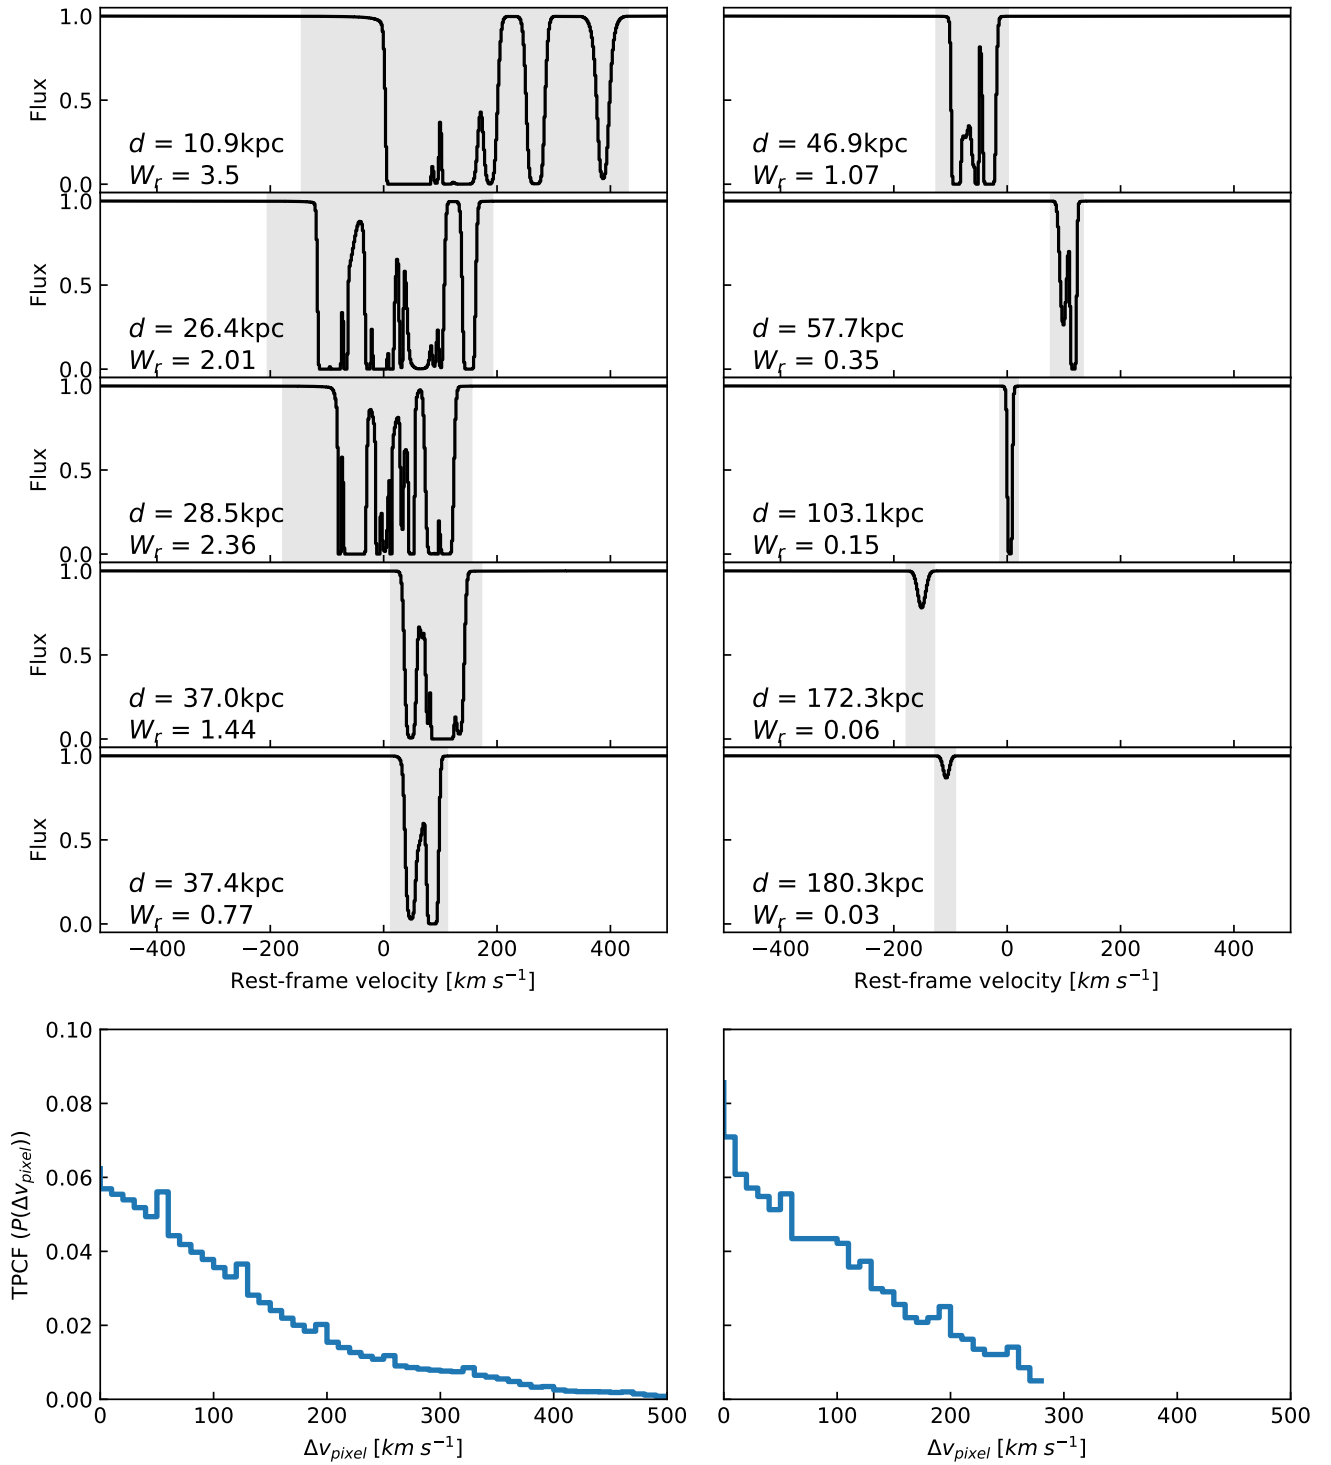 1.0
Flux
0.5
d = 10.9kpc
W_r = 3.5
0.0
1.0
Flux
0.5
d = 26.4kpc
W_r = 2.01
0.0
1.0
Flux
0.5
d = 28.5kpc
W_r = 2.36
0.0
1.0
Flux
0.5
d = 37.0kpc
W_r = 1.44
0.0
1.0
Flux
0.5
d = 37.4kpc
W_r = 0.77
0.0
−400 −200 0 200 400
Rest-frame velocity [km s⁻¹]
d = 46.9kpc
W_r = 1.07
d = 57.7kpc
W_r = 0.35
d = 103.1kpc
W_r = 0.15
d = 172.3kpc
W_r = 0.06
d = 180.3kpc
W_r = 0.03
−400 −200 0 200 400
Rest-frame velocity [km s⁻¹]
0.10
0.08
0.06
0.04
0.02
0.00
TPCF (P(Δv_pixel))
0 100 200 300 400 500
Δv_pixel [km s⁻¹]
0 100 200 300 400 500
Δv_pixel [km s⁻¹]